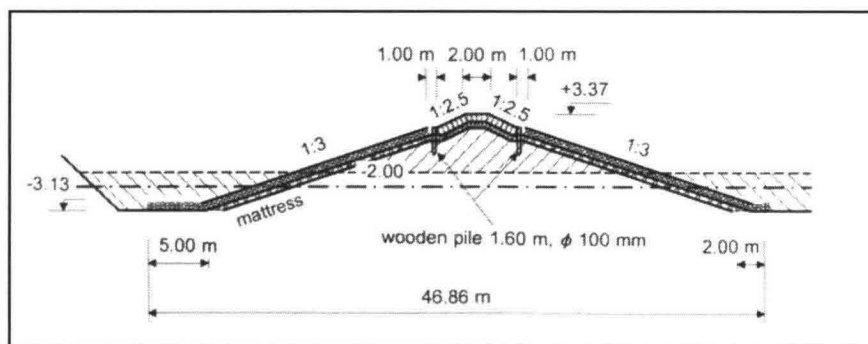 1.00 m 2.00 m 1.00 m
+3.37
1:2.5 1:2.5
1:3 1:3
-2.00
-3.13
mattress
wooden pile 1.60 m, ϕ 100 mm
5.00 m 2.00 m
46.86 m